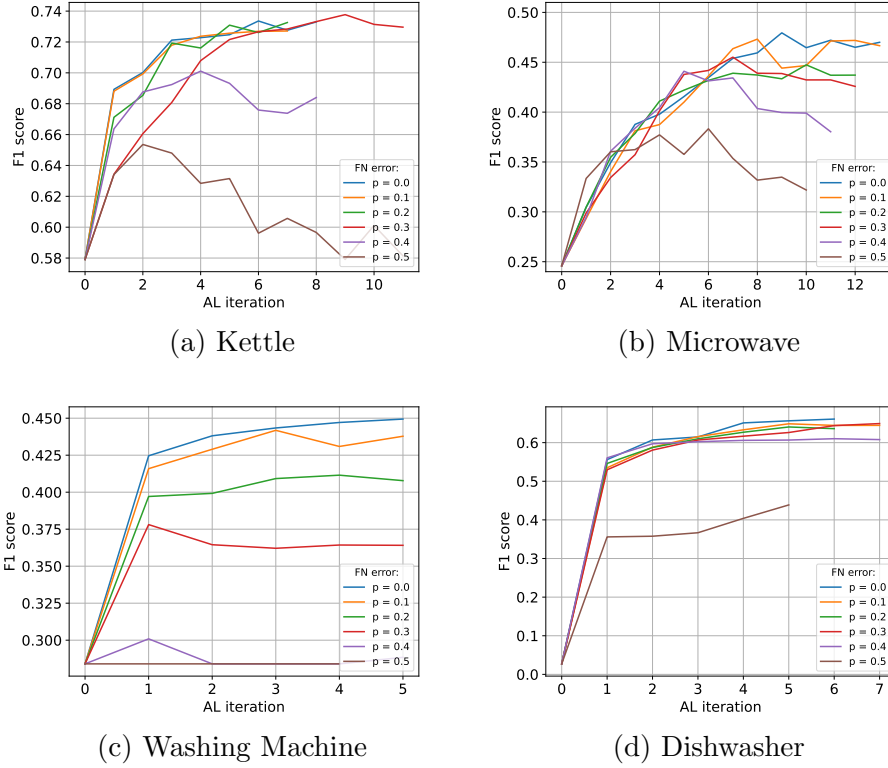 0.74
0.72
0.70
0.68
0.66
0.64
0.62
0.60
0.58
F1 score
FN error:
p = 0.0
p = 0.1
p = 0.2
p = 0.3
p = 0.4
p = 0.5
0 2 4 6 8 10
AL iteration
(a) Kettle
0.50
0.45
0.40
0.35
0.30
0.25
F1 score
FN error:
p = 0.0
p = 0.1
p = 0.2
p = 0.3
p = 0.4
p = 0.5
0 2 4 6 8 10 12
AL iteration
(b) Microwave
0.450
0.425
0.400
0.375
0.350
0.325
0.300
F1 score
FN error:
p = 0.0
p = 0.1
p = 0.2
p = 0.3
p = 0.4
p = 0.5
0 1 2 3 4 5
AL iteration
(c) Washing Machine
0.6
0.5
0.4
0.3
0.2
0.1
0.0
F1 score
FN error:
p = 0.0
p = 0.1
p = 0.2
p = 0.3
p = 0.4
p = 0.5
0 1 2 3 4 5 6 7
AL iteration
(d) Dishwasher